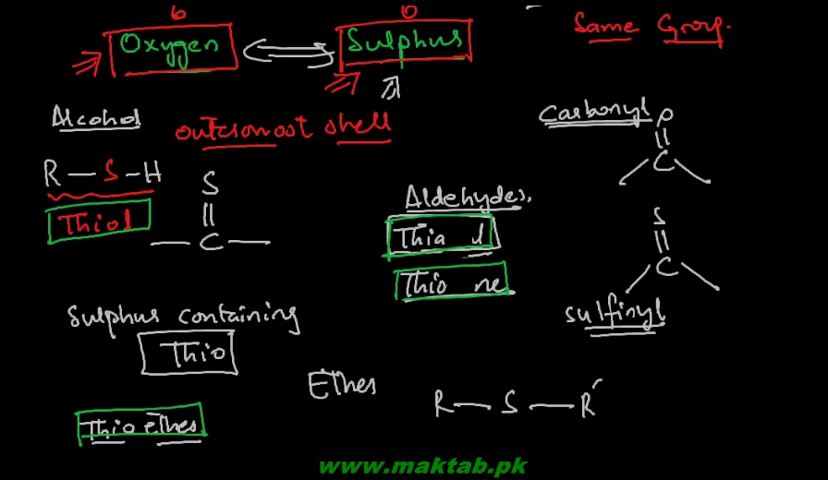 6 6
Oxygen Sulphur
Same Group.
Alcohol
outermost shell
Carbonyl
O
C
R — S — H
Thiol
S
C
Aldehydes.
Thia l
Thio ne
S
C
sulfinyl
Sulphur containing
Thio
Ether
R — S — R'
Thio ether
www.maktab.pk